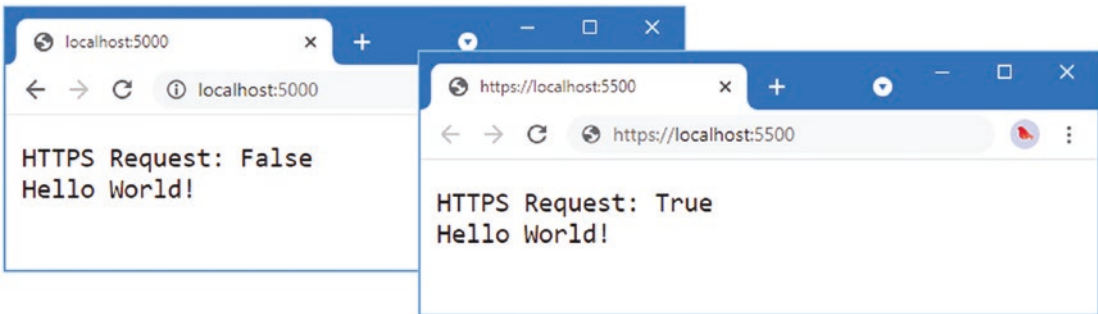 localhost:5000
localhost:5000
HTTPS Request: False
Hello World!
https://localhost:5500
https://localhost:5500
HTTPS Request: True
Hello World!